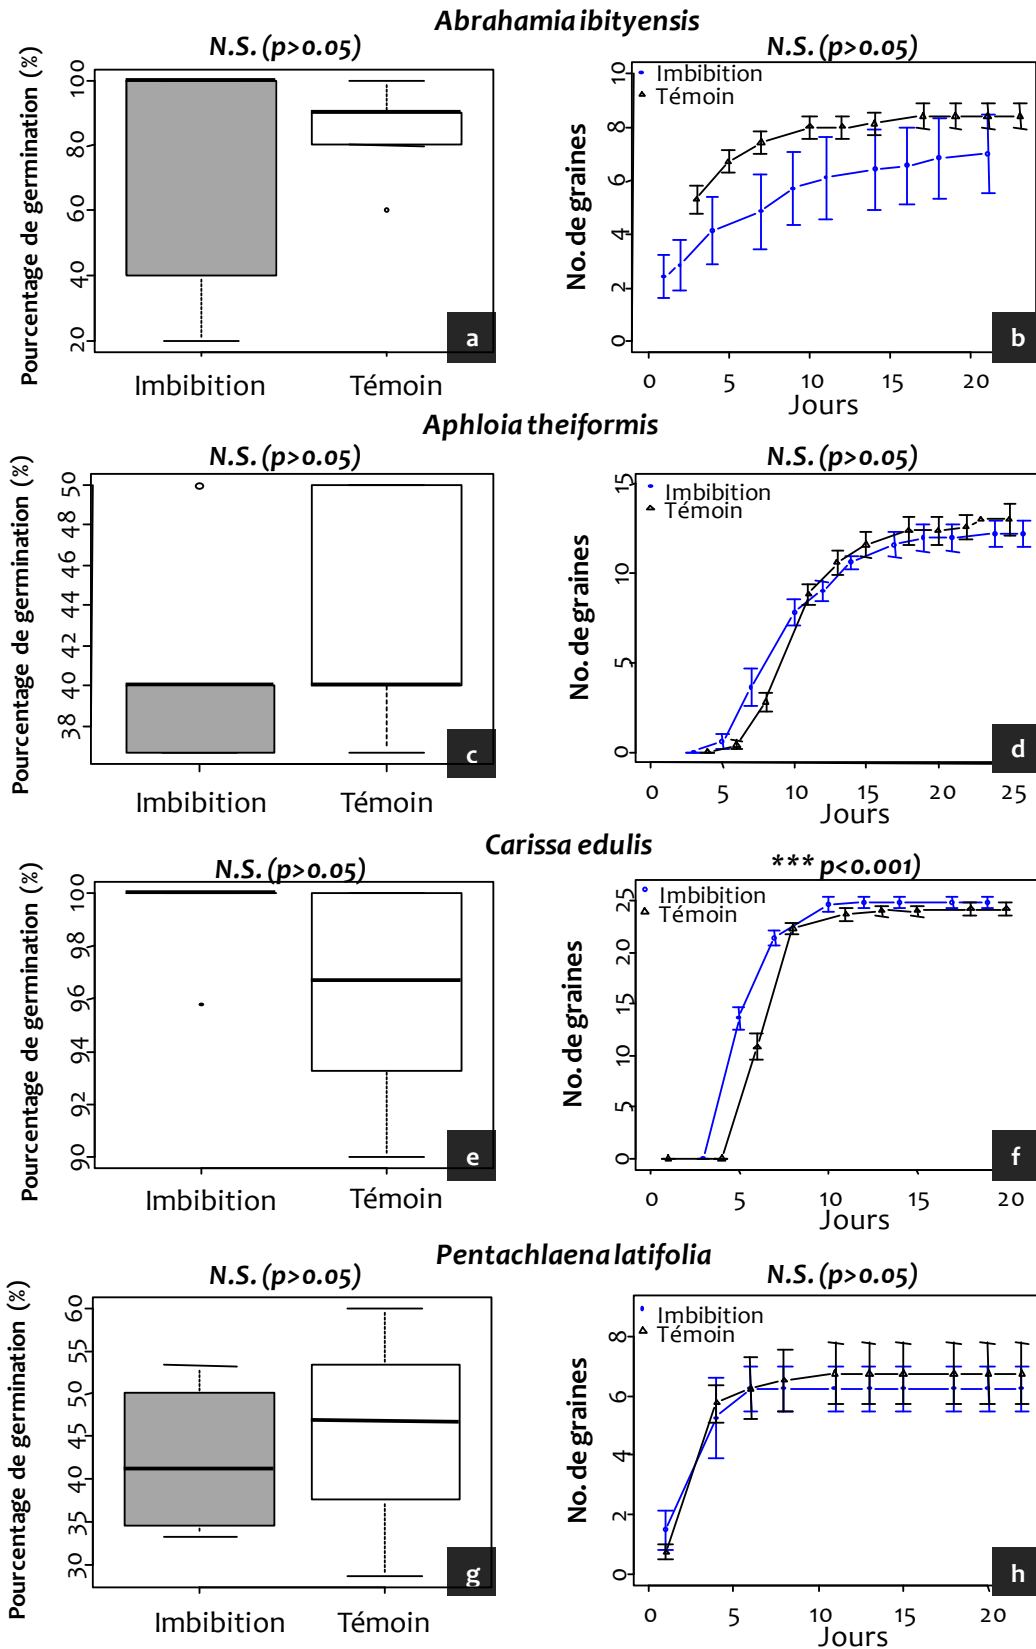 Abrahamia ibityensis
N.S. (p>0.05)
N.S. (p>0.05)
Pourcentage de germination (%)
100
80
60
40
20
Imbibition
Témoin
a
Imbibition
Témoin
No. de graines
10
8
6
4
2
0
0 5 10 15 20
Jours
b
Aphloia theiformis
N.S. (p>0.05)
N.S. (p>0.05)
Pourcentage de germination (%)
50
48
46
44
42
40
38
Imbibition
Témoin
c
Imbibition
Témoin
No. de graines
15
10
5
0
0 5 10 15 20 25
Jours
d
Carissa edulis
N.S. (p>0.05)
*** p<0.001)
Pourcentage de germination (%)
100
98
96
94
92
90
Imbibition
Témoin
e
Imbibition
Témoin
No. de graines
25
20
15
10
5
0
0 5 10 15 20
Jours
f
Pentachlaena latifolia
N.S. (p>0.05)
N.S. (p>0.05)
Pourcentage de germination (%)
60
55
50
45
40
35
30
Imbibition
Témoin
g
Imbibition
Témoin
No. de graines
8
6
4
2
0
0 5 10 15 20
Jours
h